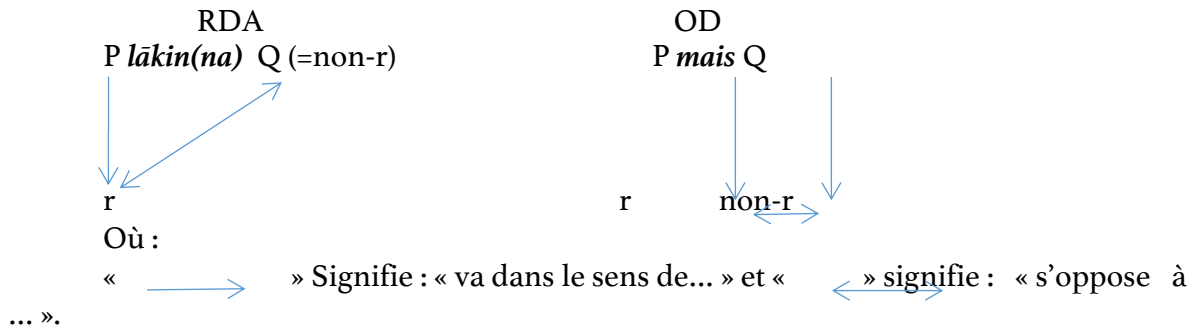 RDA OD
P lākin(na) Q (=non-r) P mais Q
r r non-r
Où :
« » Signifie : « va dans le sens de... » et « » signifie : « s’oppose à
... ».